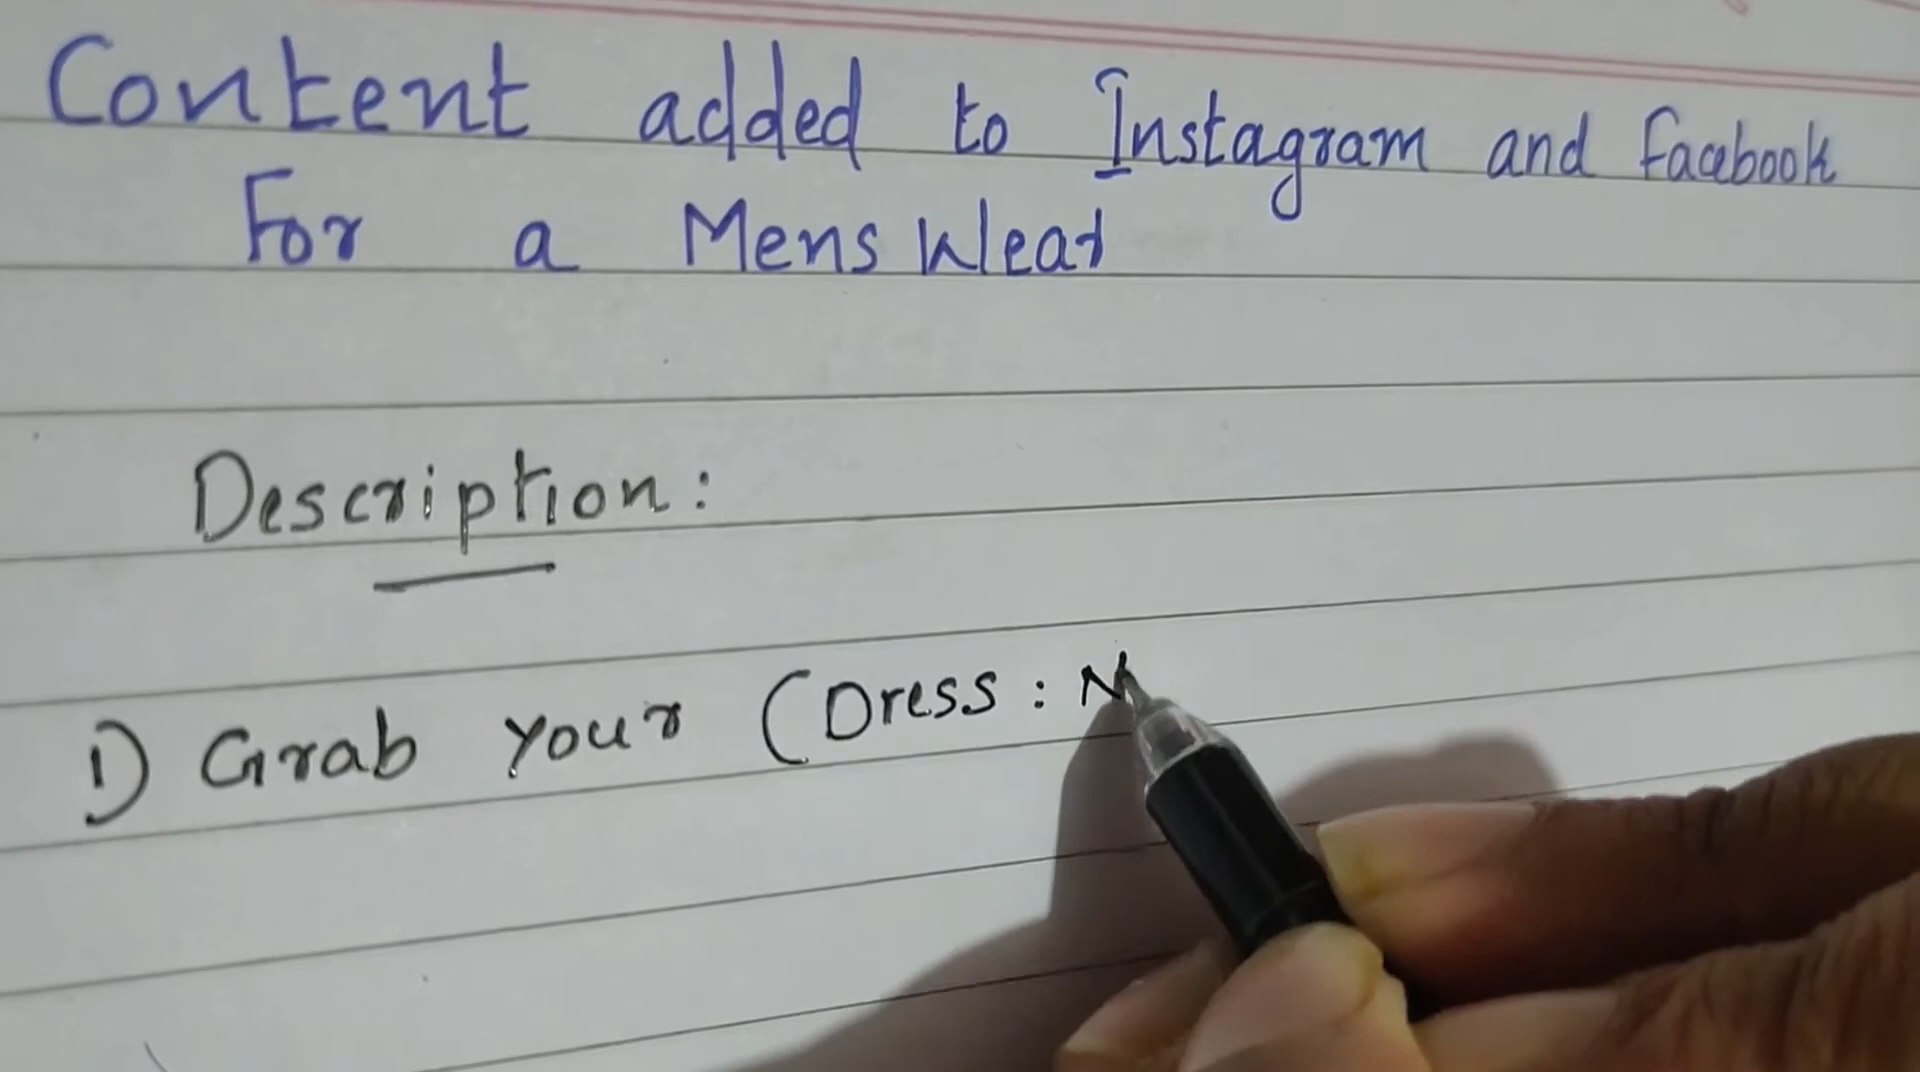 Content added to Instagram and Facebook
For a Mens Wear
Description:
1) Grab your (Dress : N